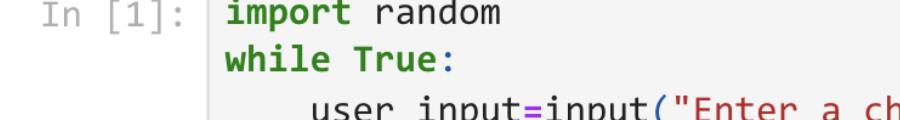 In [1]:
import random
while True:
    user_input=input("Enter a ch